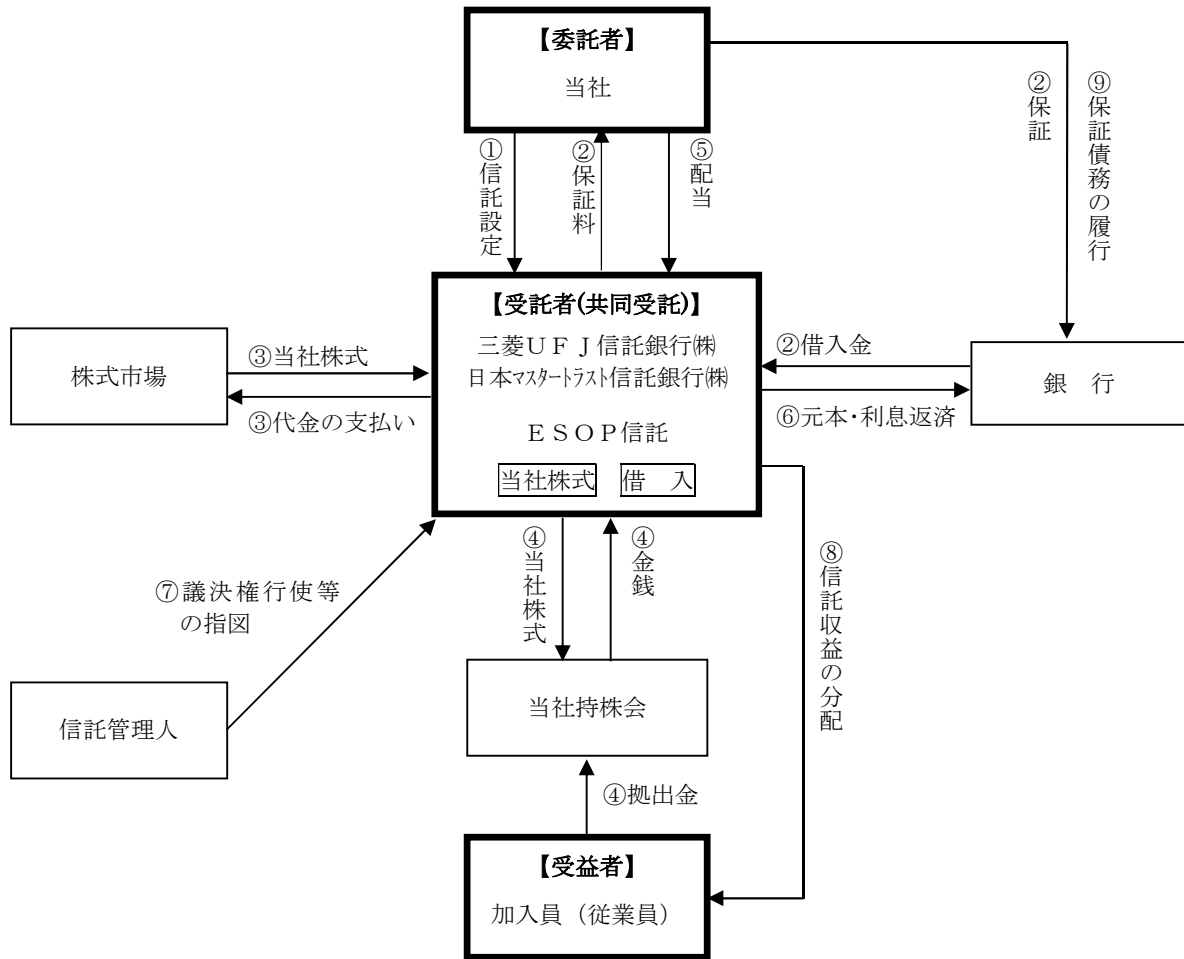 【委託者】
当社
①信託設定
②保証料
⑤配当
②保証
⑨保証債務の履行
【受託者(共同受託)】
三菱UFJ信託銀行㈱
日本マスタートラスト信託銀行㈱
ESOP信託
当社株式 借 入
株式市場
③当社株式
③代金の支払い
②借入金
⑥元本・利息返済
銀 行
⑦議決権行使等
の指図
信託管理人
④当社株式
④金銭
⑧信託収益の分配
当社持株会
④拠出金
【受益者】
加入員（従業員）